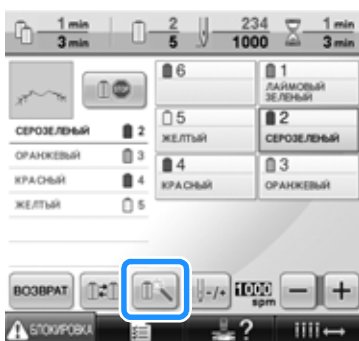 1 min
3 min
2
5
234
1000
1 min
3 min
6
1
ЛАЙМОВЫЙ
ЗЕЛЕНЫЙ
СЕРОЗЕЛЕНЫЙ 2
ОРАНЖЕВЫЙ 3
КРАСНЫЙ 4
ЖЕЛТЫЙ 5
5
ЖЕЛТЫЙ
2
СЕРОЗЕЛЕНЫЙ
4
КРАСНЫЙ
3
ОРАНЖЕВЫЙ
ВОЗВРАТ
-/+
1000
spm
− +
БЛОКИРОВКА
?